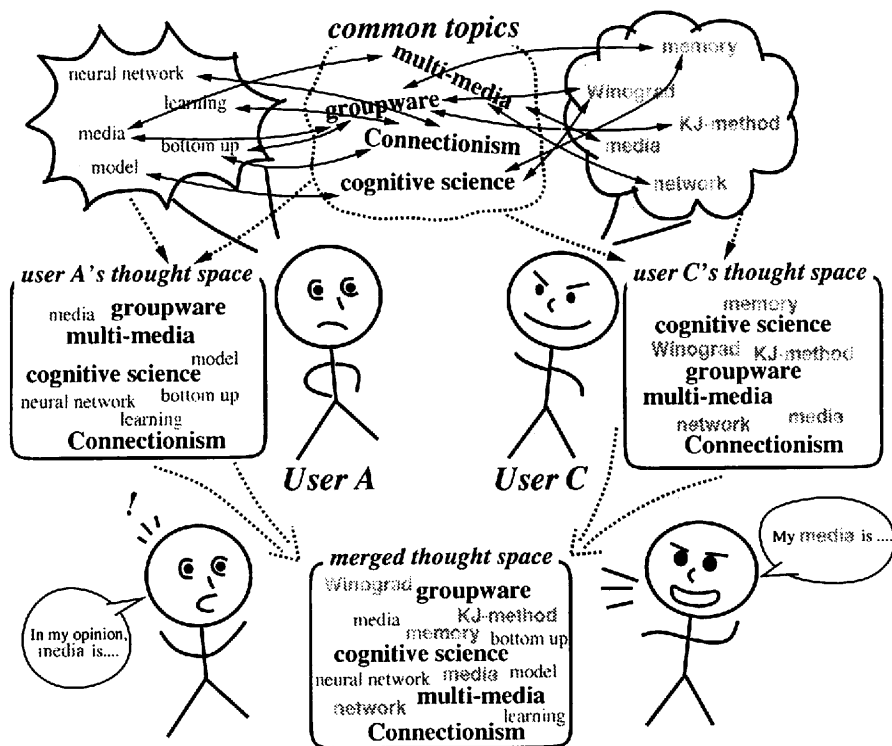 common topics
neural network
learning
media
bottom up
model
multi-media
groupware
Connectionism
cognitive science
memory
Winograd
KJ-method
media
network
user A's thought space
media groupware
multi-media
model
cognitive science
neural network bottom up
learning
Connectionism
User A
User C
user C's thought space
memory
cognitive science
Winograd KJ-method
groupware
multi-media
network media
Connectionism
!
In my opinion,
media is....
merged thought space
Winograd groupware
media KJ-method
memory bottom up
cognitive science
neural network media model
multi-media
network learning
Connectionism
My media is ....